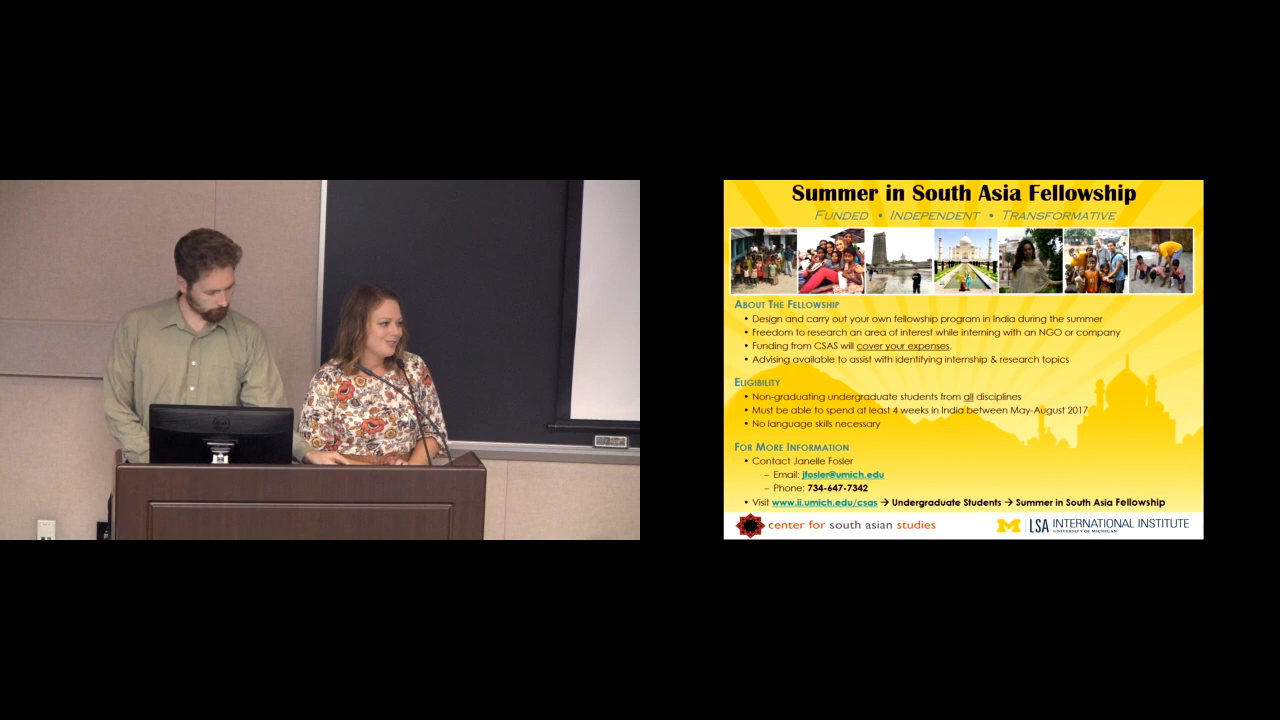 Summer in South Asia Fellowship
FUNDED • INDEPENDENT • TRANSFORMATIVE
ABOUT THE FELLOWSHIP
• Design and carry out your own fellowship program in India during the summer
• Freedom to research an area of interest while interning with an NGO or company
• Funding from CSAS will cover your expenses.
• Advising available to assist with identifying internship & research topics
ELIGIBILITY
• Non-graduating undergraduate students from all disciplines
• Must be able to spend at least 4 weeks in India between May-August 2017
• No language skills necessary
FOR MORE INFORMATION
• Contact Janelle Fosler
– Email: jfosler@umich.edu
– Phone: 734-647-7342
• Visit www.ii.umich.edu/csas → Undergraduate Students → Summer in South Asia Fellowship
center for south asian studies
M LSA INTERNATIONAL INSTITUTE
UNIVERSITY OF MICHIGAN